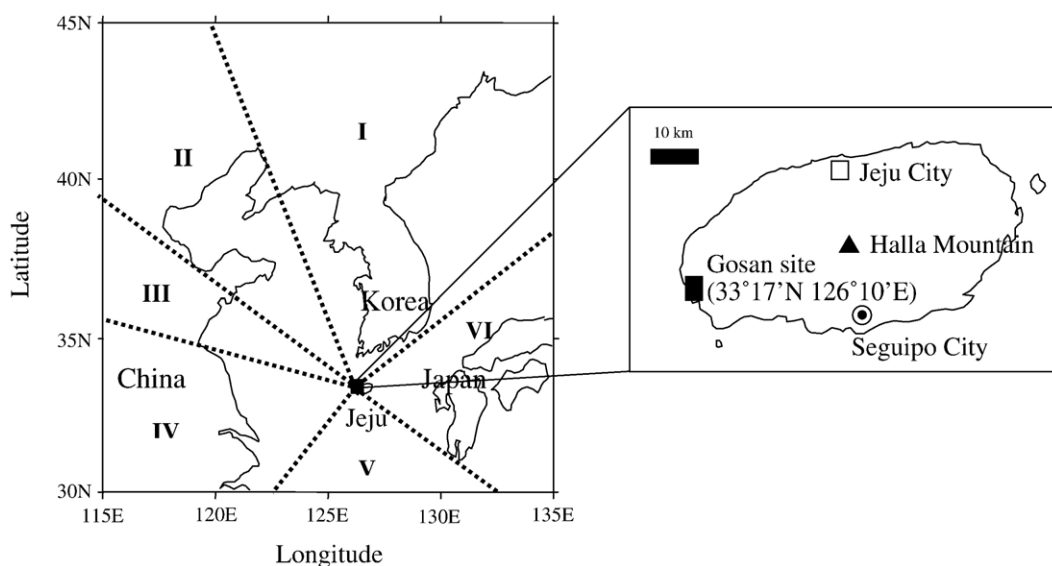 45N
40N
35N
30N
Latitude
115E
120E
125E
130E
135E
Longitude
I
II
III
IV
V
VI
Korea
China
Japan
Jeju
10 km
Jeju City
Halla Mountain
Gosan site
(33°17'N 126°10'E)
Seguipo City